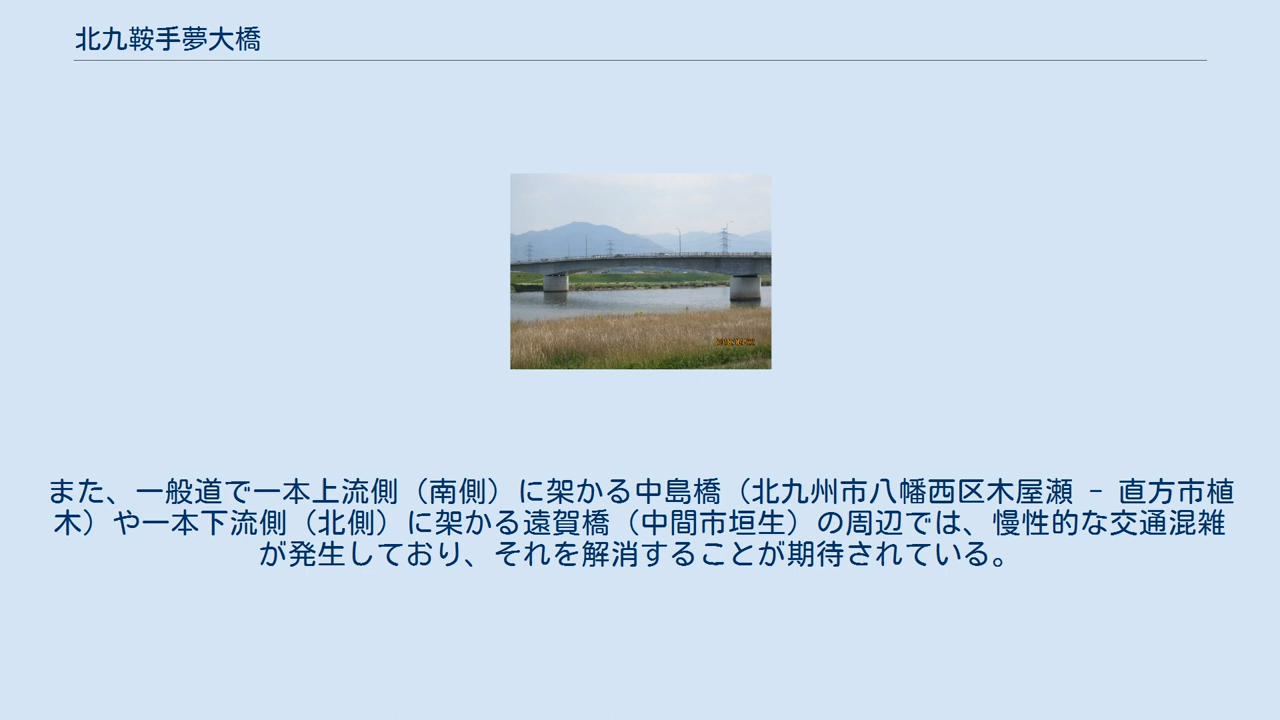 北九鞍手夢大橋
また、一般道で一本上流側（南側）に架かる中島橋（北九州市八幡西区木屋瀬 - 直方市植
木）や一本下流側（北側）に架かる遠賀橋（中間市垣生）の周辺では、慢性的な交通混雑
が発生しており、それを解消することが期待されている。